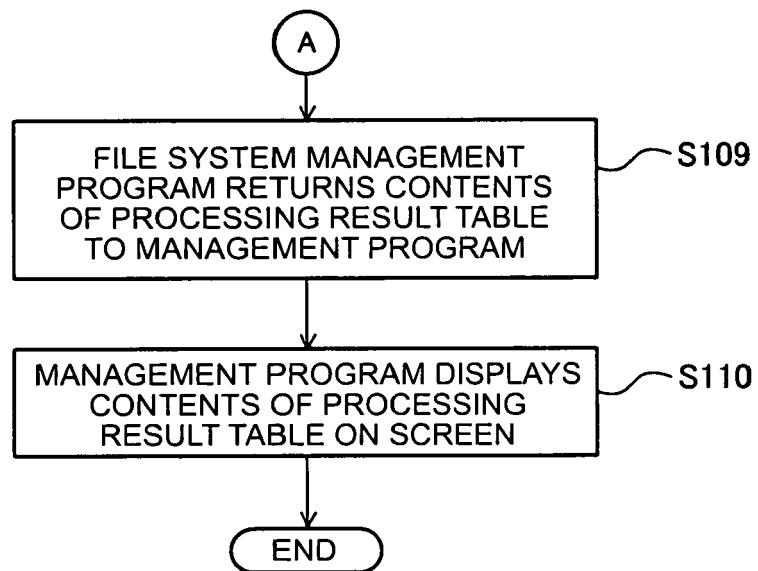 A
FILE SYSTEM MANAGEMENT
PROGRAM RETURNS CONTENTS
OF PROCESSING RESULT TABLE
TO MANAGEMENT PROGRAM
S109
MANAGEMENT PROGRAM DISPLAYS
CONTENTS OF PROCESSING
RESULT TABLE ON SCREEN
S110
END